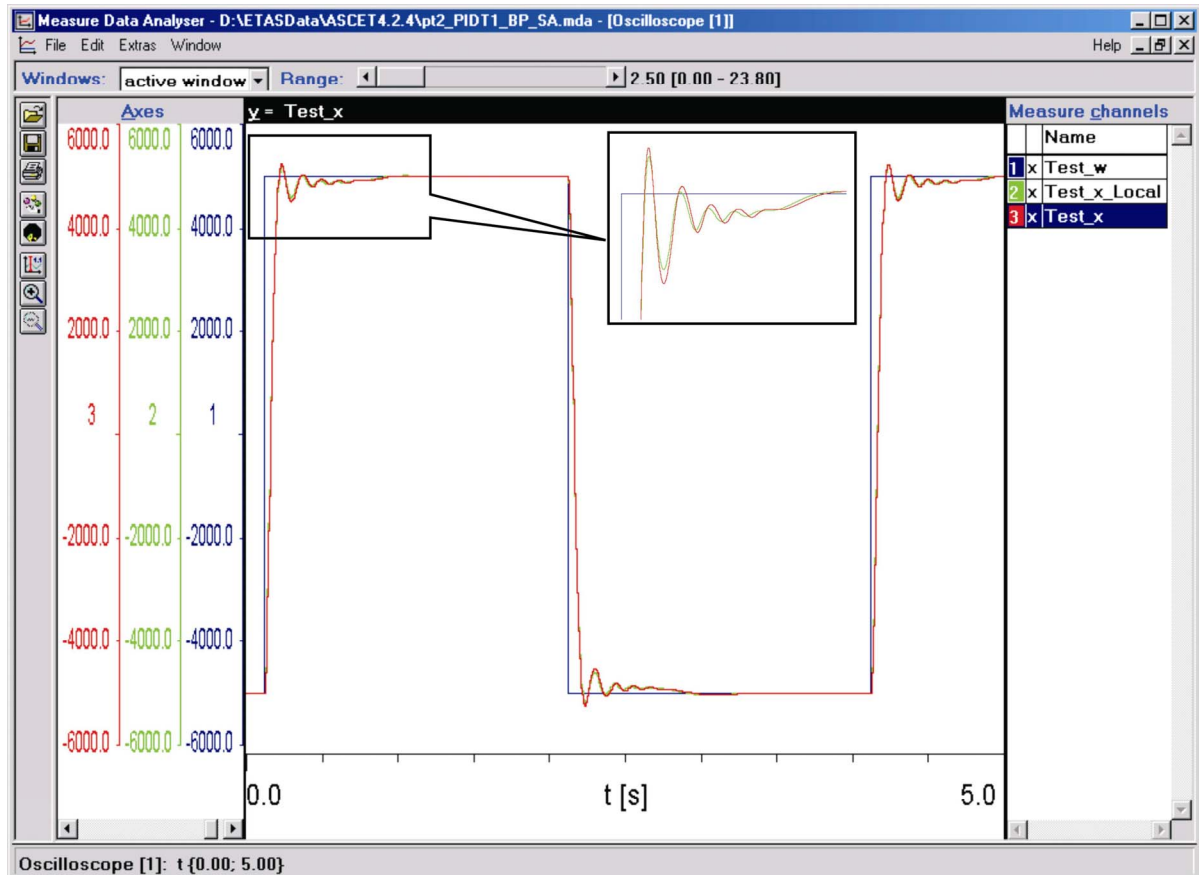 Measure Data Analyser - D:\ETASData\ASCET4.2.4\pt2_PIDT1_BP_SA.mda - [Oscilloscope [1]]
File Edit Extras Window Help
Windows: active window Range: 2.50 [0.00 - 23.80]
Axes
y = Test_x
Measure channels
Name
1 x Test_w
2 x Test_x_Local
3 x Test_x
6000.0 6000.0 6000.0
4000.0 4000.0 4000.0
2000.0 2000.0 2000.0
3 2 1
-2000.0 -2000.0 -2000.0
-4000.0 -4000.0 -4000.0
-6000.0 -6000.0 -6000.0
0.0 t [s] 5.0
Oscilloscope [1]: t {0.00; 5.00}